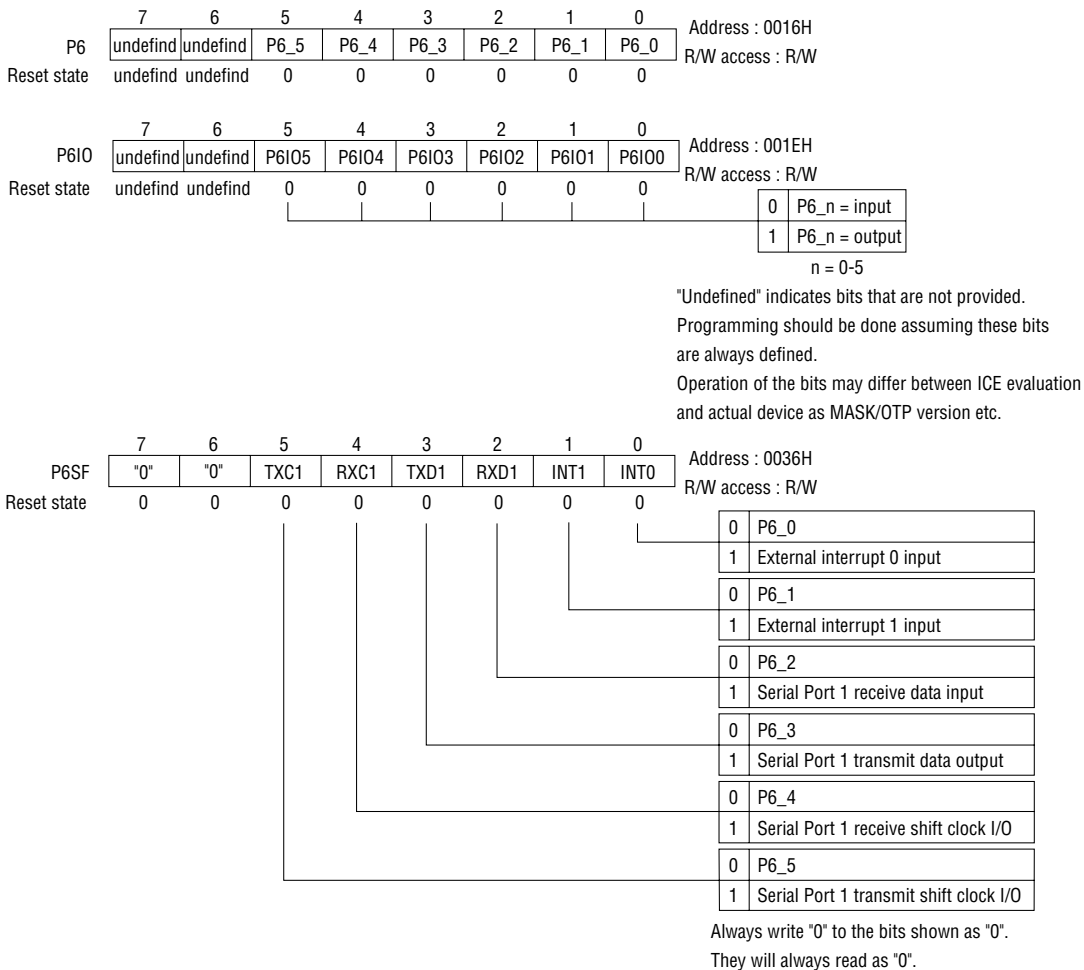 7 6 5 4 3 2 1 0
P6 undefind undefind P6_5 P6_4 P6_3 P6_2 P6_1 P6_0
Address : 0016H
R/W access : R/W
Reset state undefind undefind 0 0 0 0 0 0
7 6 5 4 3 2 1 0
P6IO undefind undefind P6IO5 P6IO4 P6IO3 P6IO2 P6IO1 P6IO0
Address : 001EH
R/W access : R/W
Reset state undefind undefind 0 0 0 0 0 0
0 P6_n = input
1 P6_n = output
n = 0-5
"Undefined" indicates bits that are not provided.
Programming should be done assuming these bits
are always defined.
Operation of the bits may differ between ICE evaluation
and actual device as MASK/OTP version etc.
7 6 5 4 3 2 1 0
P6SF "0" "0" TXC1 RXC1 TXD1 RXD1 INT1 INT0
Address : 0036H
R/W access : R/W
Reset state 0 0 0 0 0 0 0 0
0 P6_0
1 External interrupt 0 input
0 P6_1
1 External interrupt 1 input
0 P6_2
1 Serial Port 1 receive data input
0 P6_3
1 Serial Port 1 transmit data output
0 P6_4
1 Serial Port 1 receive shift clock I/O
0 P6_5
1 Serial Port 1 transmit shift clock I/O
Always write "0" to the bits shown as "0".
They will always read as "0".